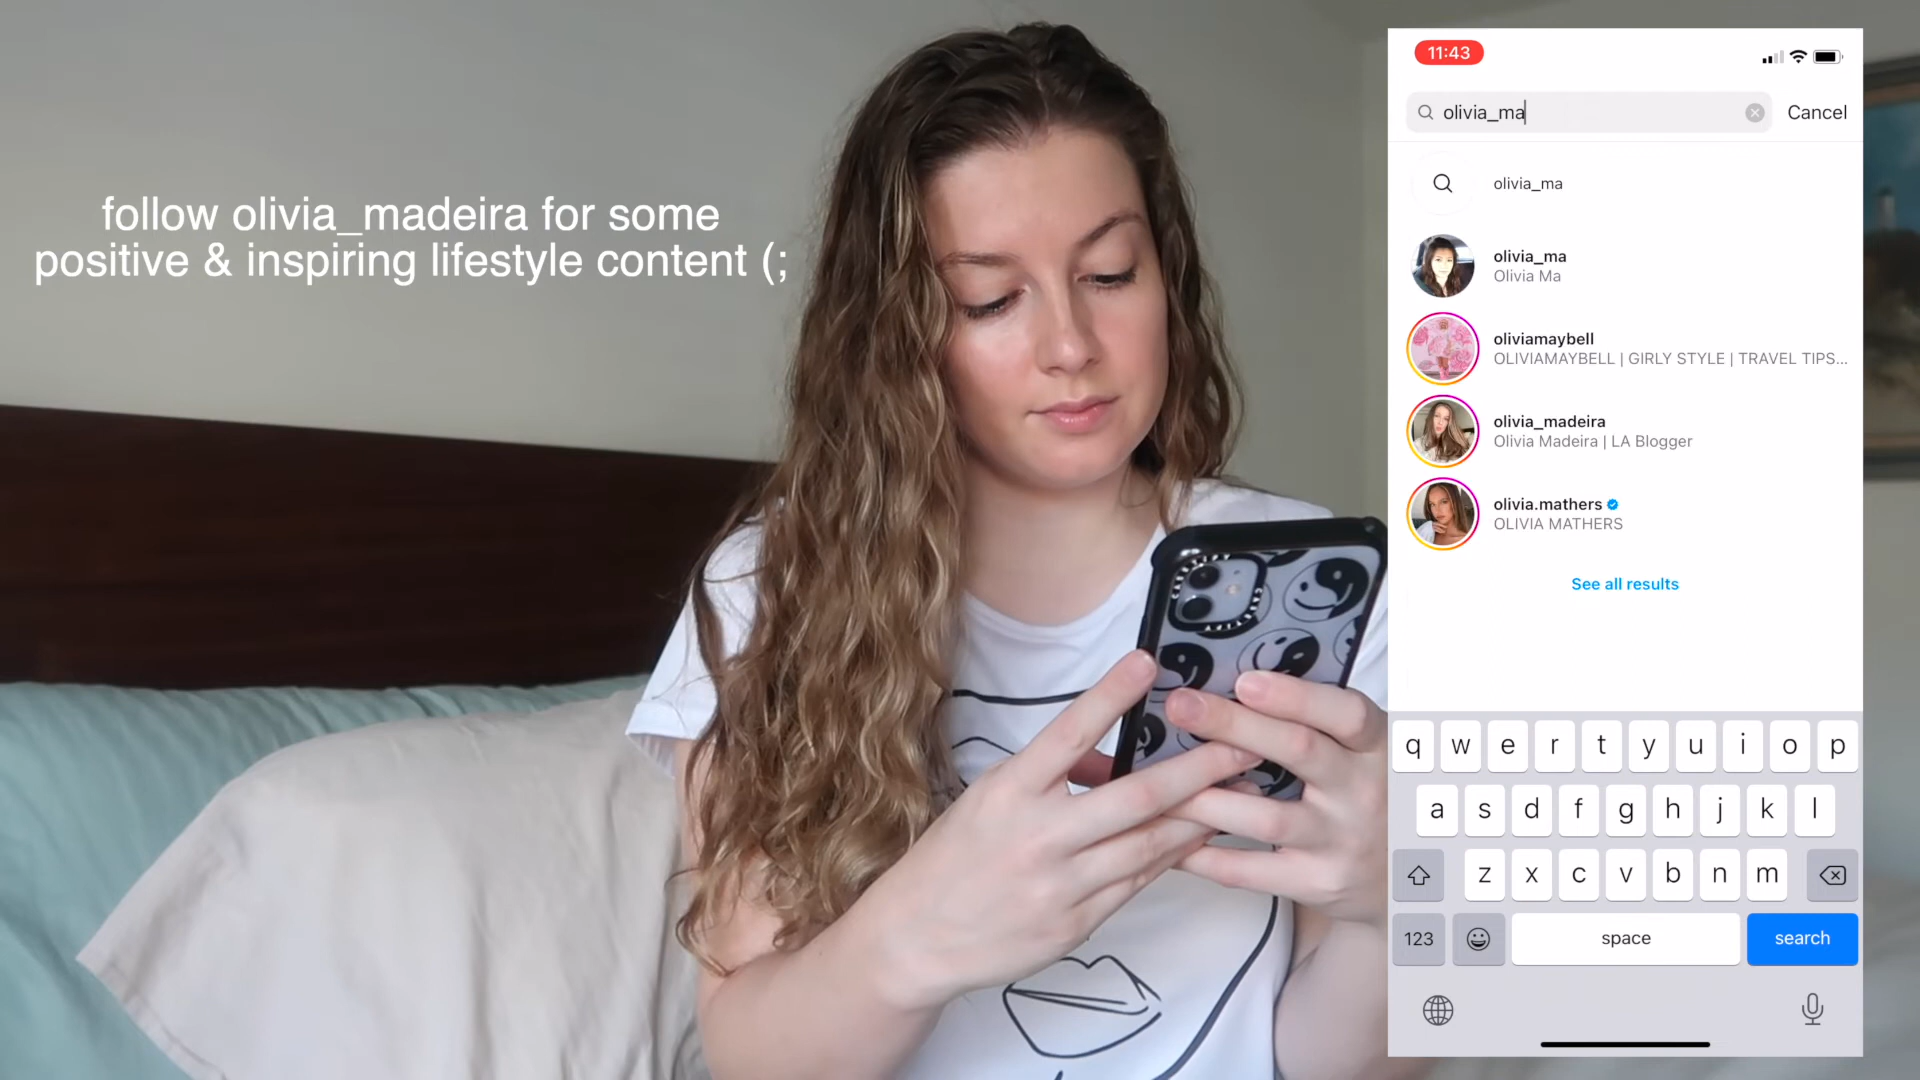 follow olivia_madeira for some
positive & inspiring lifestyle content (;
11:43
olivia_ma
Cancel
olivia_ma
olivia_ma
Olivia Ma
oliviamaybell
OLIVIAMAYBELL | GIRLY STYLE | TRAVEL TIPS...
olivia_madeira
Olivia Madeira | LA Blogger
olivia.mathers
OLIVIA MATHERS
See all results
q w e r t y u i o p
a s d f g h j k l
z x c v b n m
123 space search